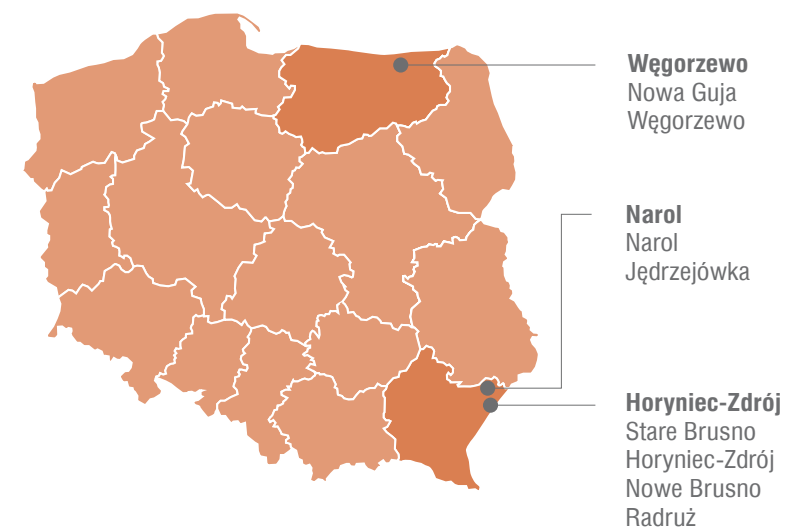 Węgorzewo
Nowa Guja
Węgorzewo
Narol
Narol
Jędrzejówka
Horyniec-Zdrój
Stare Brusno
Horyniec-Zdrój
Nowe Brusno
Radruż